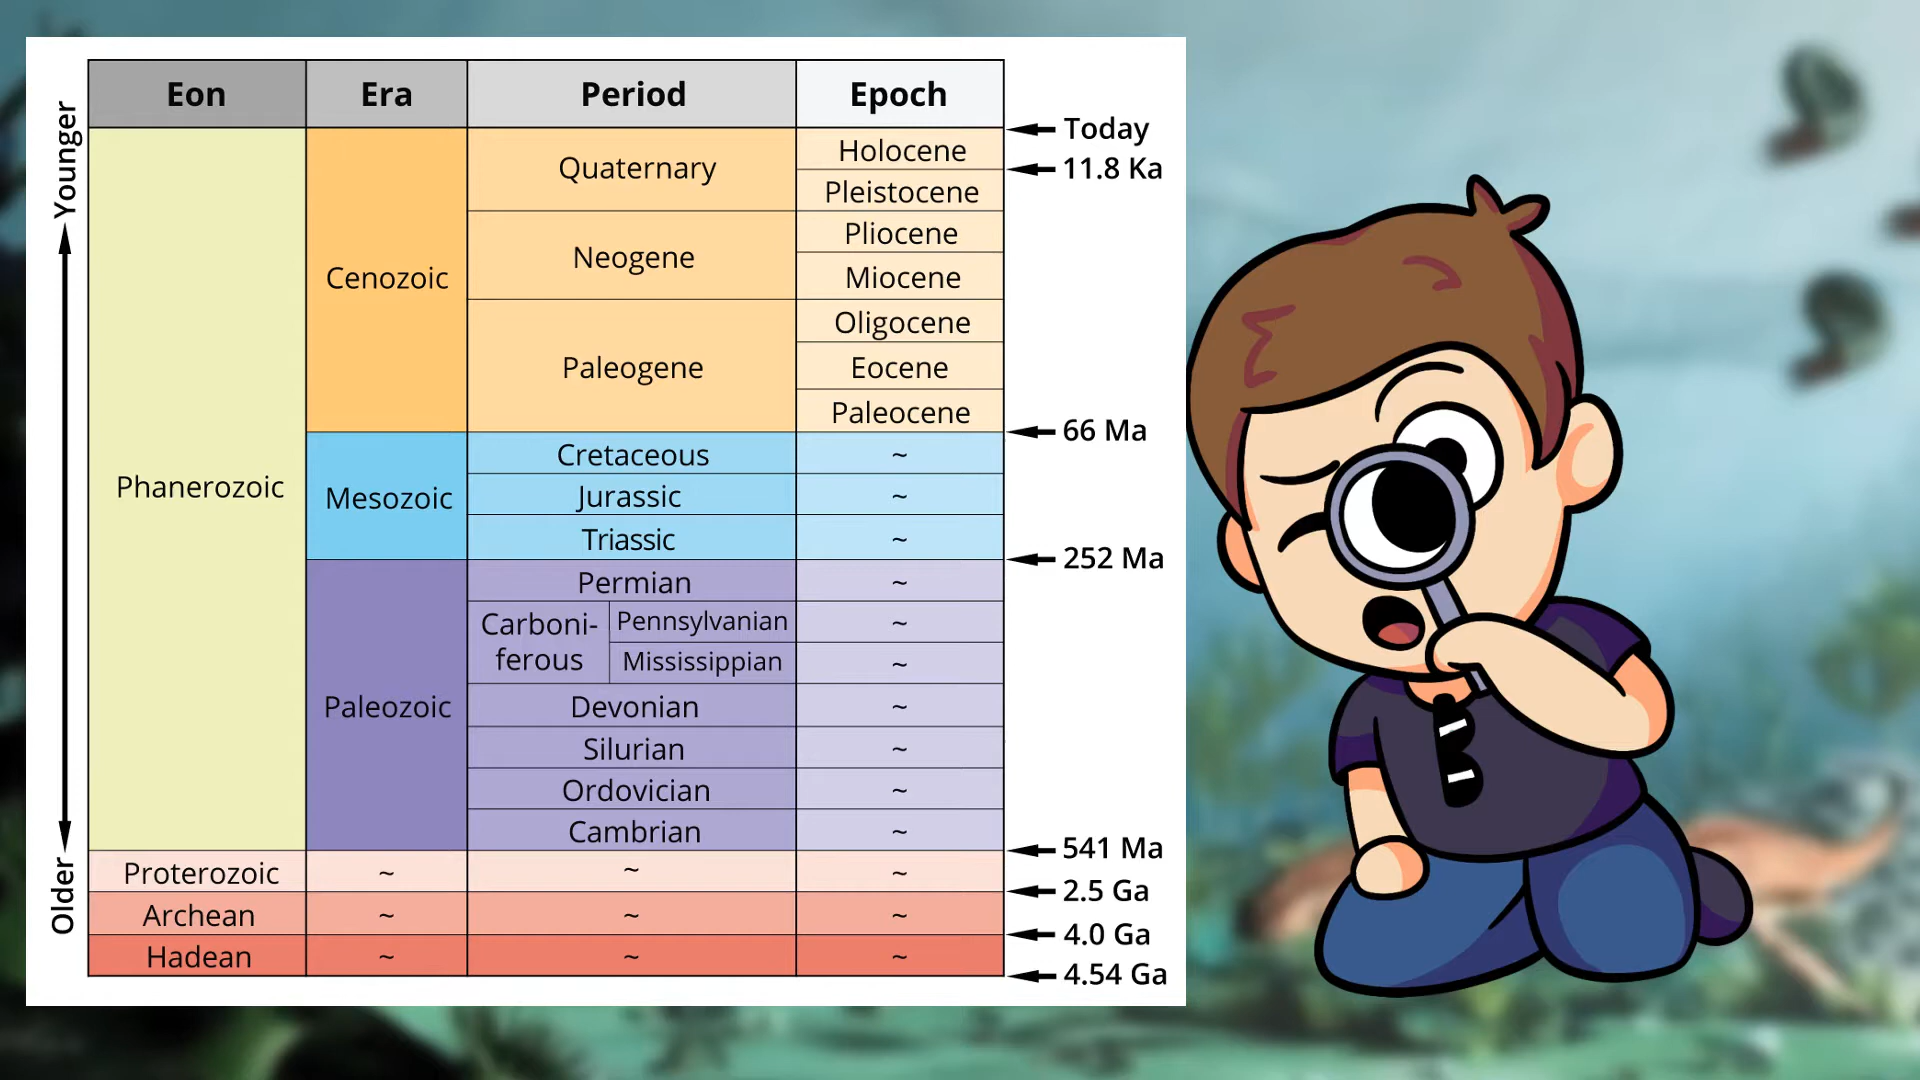 Eon Era Period Epoch
Younger
Older
Today
Phanerozoic
Cenozoic
Quaternary
Holocene
11.8 Ka
Pleistocene
Neogene
Pliocene
Miocene
Paleogene
Oligocene
Eocene
Paleocene
66 Ma
Mesozoic
Cretaceous ~
Jurassic ~
Triassic ~
252 Ma
Paleozoic
Permian ~
Carboni-
ferous
Pennsylvanian ~
Mississippian ~
Devonian ~
Silurian ~
Ordovician ~
Cambrian ~
541 Ma
Proterozoic ~ ~ ~
2.5 Ga
Archean ~ ~ ~
4.0 Ga
Hadean ~ ~ ~
4.54 Ga